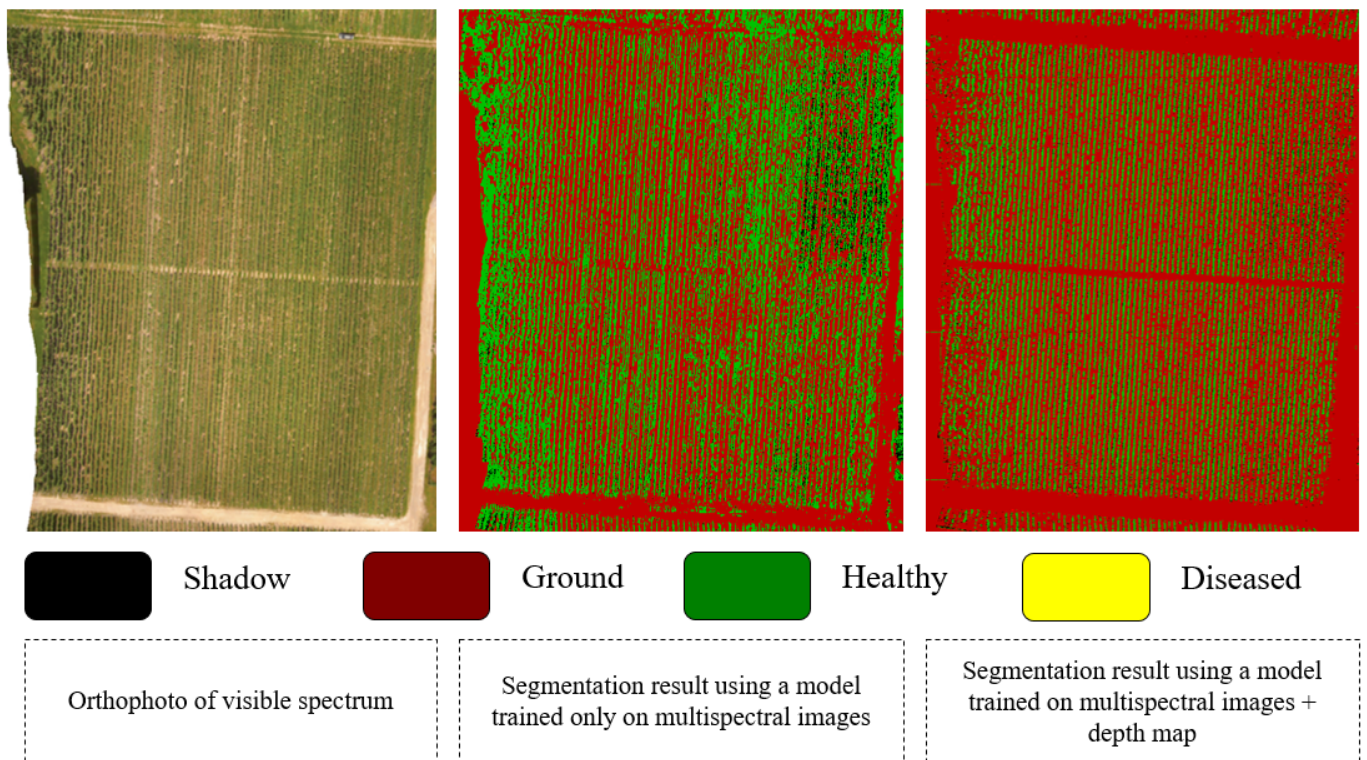 Shadow
Ground
Healthy
Diseased
Orthophoto of visible spectrum
Segmentation result using a model
trained only on multispectral images
Segmentation result using a model
trained on multispectral images +
depth map